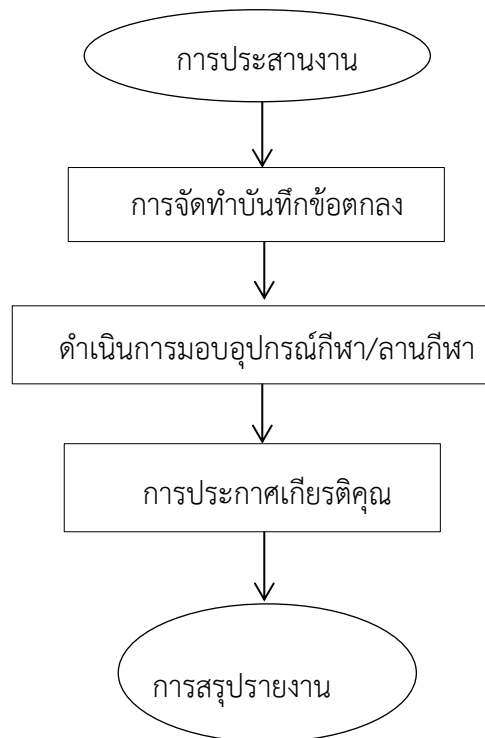 การประสานงาน
การจัดทำบันทึกข้อตกลง
ดำเนินการมอบอุปกรณ์กีฬา/ลานกีฬา
การประกาศเกียรติคุณ
การสรุปรายงาน